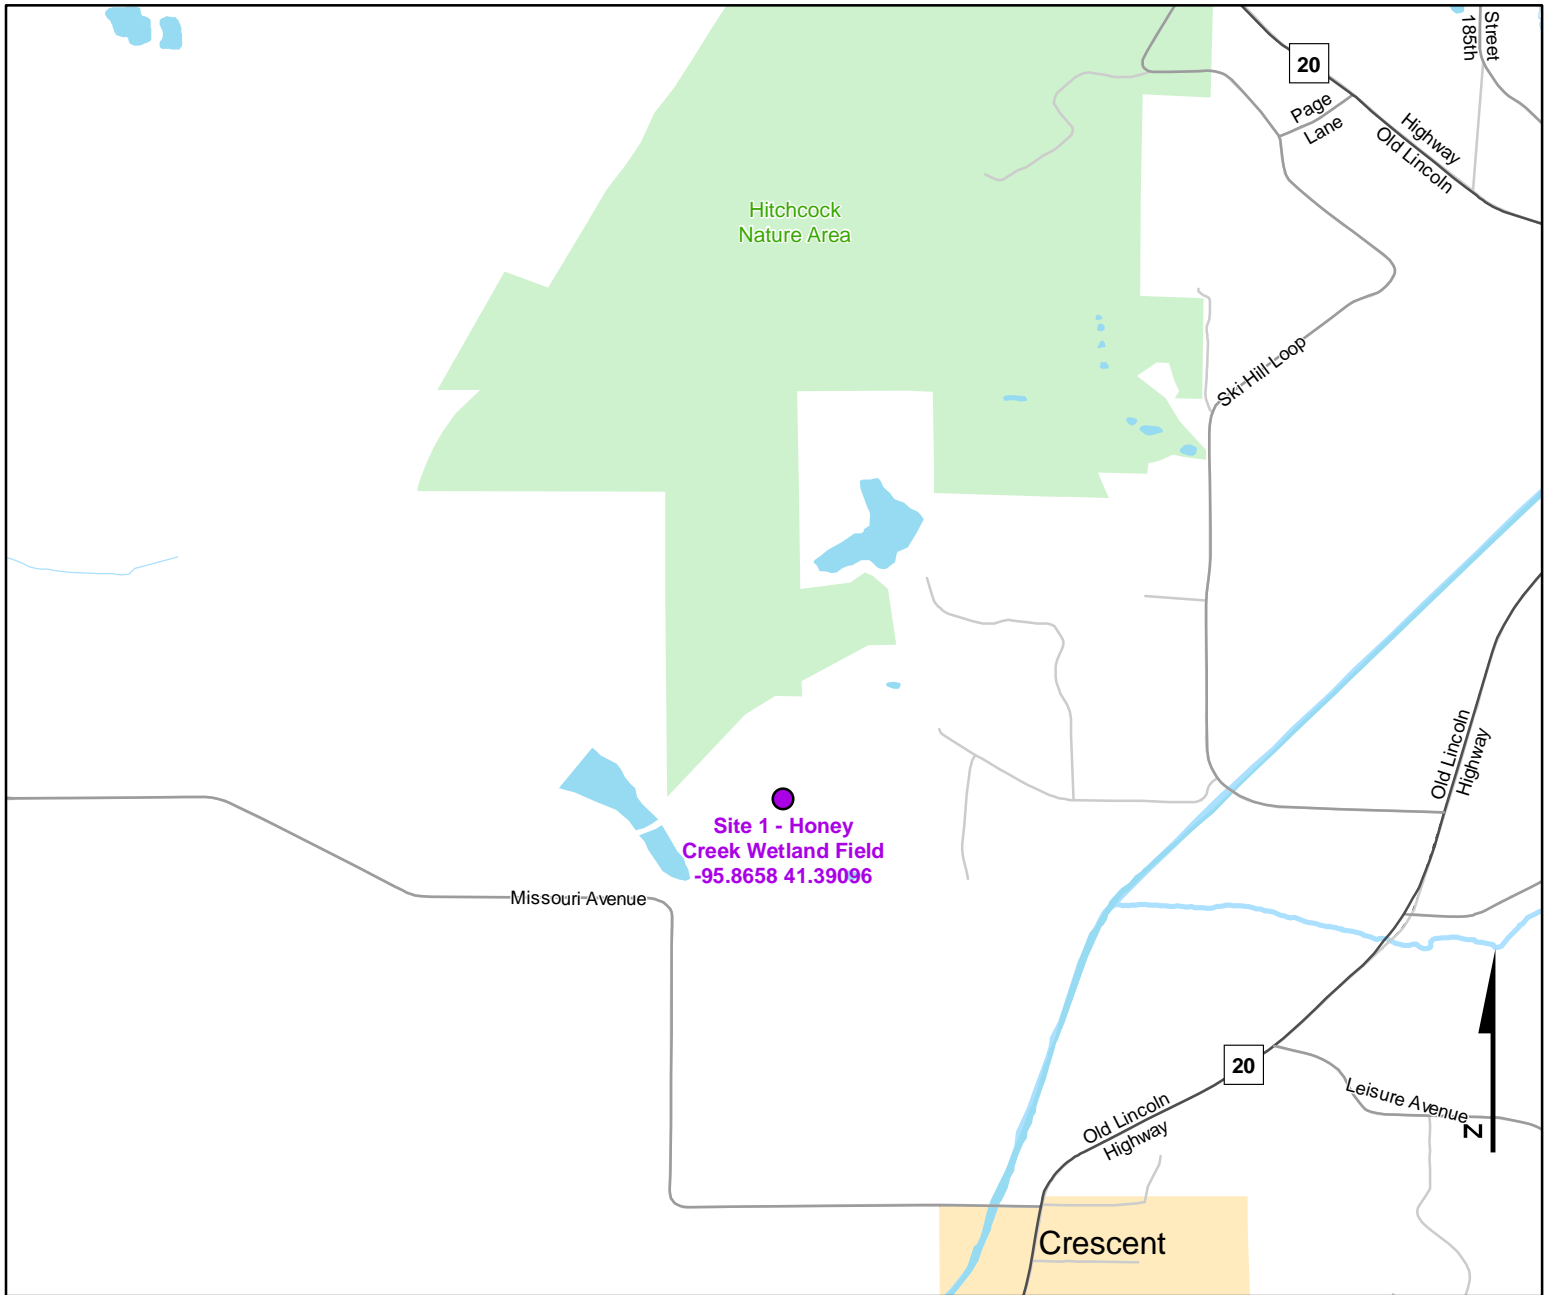 Street
185th
20
Page
Lane
Highway
Old Lincoln
Hitchcock
Nature Area
Ski Hill Loop
Old Lincoln
Highway
Site 1 - Honey
Creek Wetland Field
-95.8658 41.39096
Missouri Avenue
20
Leisure Avenue
N
Old Lincoln
Highway
Crescent